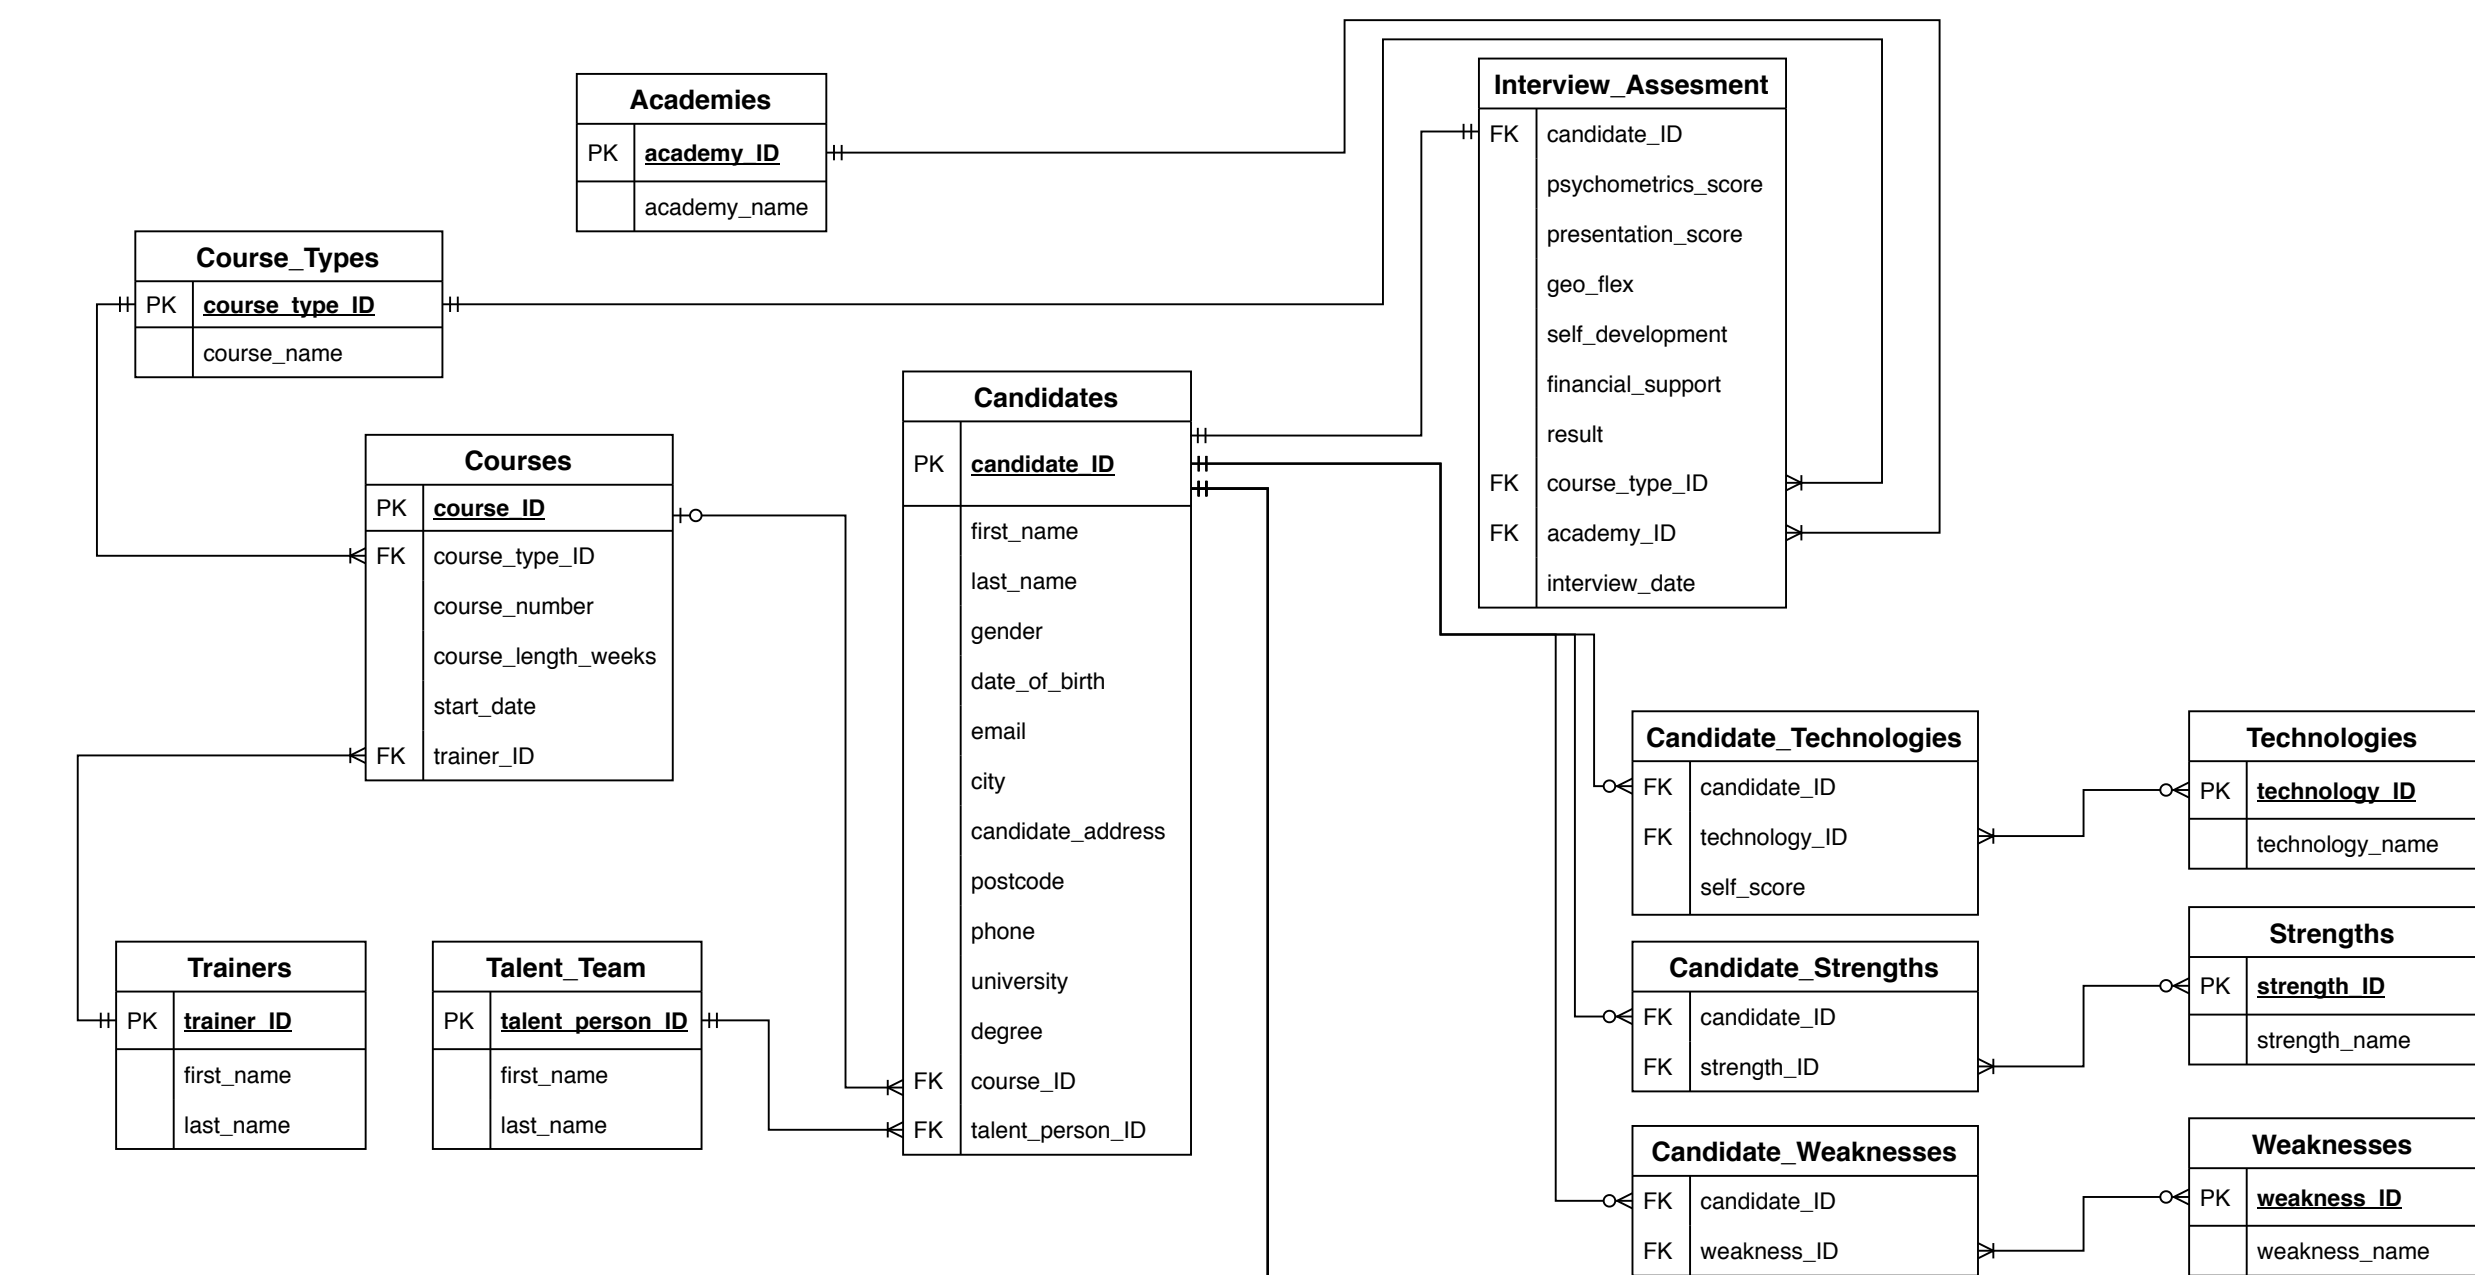 Academies
PK academy_ID
academy_name
Interview_Assesment
FK candidate_ID
psychometrics_score
presentation_score
geo_flex
self_development
financial_support
result
FK course_type_ID
FK academy_ID
interview_date
Course_Types
PK course_type_ID
course_name
Courses
PK course_ID
FK course_type_ID
course_number
course_length_weeks
start_date
FK trainer_ID
Candidates
PK candidate_ID
first_name
last_name
gender
date_of_birth
email
city
candidate_address
postcode
phone
university
degree
FK course_ID
FK talent_person_ID
Trainers
PK trainer_ID
first_name
last_name
Talent_Team
PK talent_person_ID
first_name
last_name
Candidate_Technologies
FK candidate_ID
FK technology_ID
self_score
Technologies
PK technology_ID
technology_name
Candidate_Strengths
FK candidate_ID
FK strength_ID
Strengths
PK strength_ID
strength_name
Candidate_Weaknesses
FK candidate_ID
FK weakness_ID
Weaknesses
PK weakness_ID
weakness_name